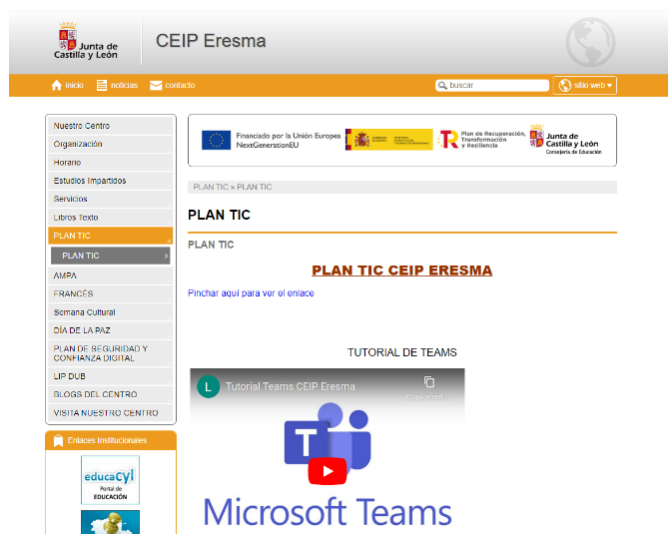 Junta de
Castilla y León
CEIP Eresma
inicio
noticias
contacto
buscar
sitio web
Nuestro Centro
Organización
Horario
Estudios Impartidos
Servicios
Libros Texto
PLAN TIC
PLAN TIC
AMPA
FRANCÉS
Semana Cultural
DÍA DE LA PAZ
PLAN DE SEGURIDAD Y
CONFIANZA DIGITAL
LIP DUB
BLOGS DEL CENTRO
VISITA NUESTRO CENTRO
Enlaces Institucionales
educacyl
Portal de
EDUCACIÓN
Financiado por la Unión Europea
NextGenerationEU
Plan de Recuperación,
Transformación
y Resiliencia
Junta de
Castilla y León
Consejería de Educación
PLAN TIC » PLAN TIC
PLAN TIC
PLAN TIC
PLAN TIC CEIP ERESMA
Pinchar aquí para ver el enlace
TUTORIAL DE TEAMS
L
Tutorial Teams CEIP Eresma
T
Microsoft Teams